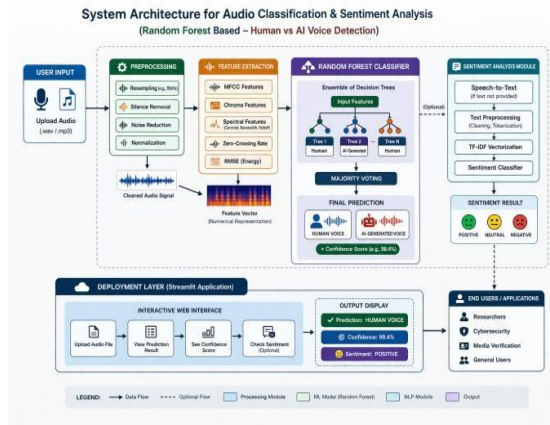 System Architecture for Audio Classification & Sentiment Analysis
(Random Forest Based – Human vs AI Voice Detection)
USER INPUT
Upload Audio
(.wav / .mp3)
PREPROCESSING
Resampling (e.g., 16kHz)
Silence Removal
Noise Reduction
Normalization
Cleaned Audio Signal
FEATURE EXTRACTION
MFCC Features
Chroma Features
Spectral Features
(Centroid, Bandwidth, Rolloff)
Zero-Crossing Rate
RMSE (Energy)
Feature Vector
(Numerical Representation)
RANDOM FOREST CLASSIFIER
Ensemble of Decision Trees
Input Features
Tree 1
Human
Tree 2
AI-Generated
...
Tree N
Human
MAJORITY VOTING
FINAL PREDICTION
HUMAN VOICE
AI-GENERATED VOICE
+ Confidence Score (e.g., 98.4%)
(Optional)
SENTIMENT ANALYSIS MODULE
Speech-to-Text
(if text not provided)
Text Preprocessing
(Cleaning, Tokenization)
TF-IDF Vectorization
Sentiment Classifier
SENTIMENT RESULT
POSITIVE
NEUTRAL
NEGATIVE
DEPLOYMENT LAYER (Streamlit Application)
INTERACTIVE WEB INTERFACE
Upload Audio File
View Prediction
Result
See Confidence
Score
Check Sentiment
(Optional)
OUTPUT DISPLAY
Prediction: HUMAN VOICE
Confidence: 98.4%
Sentiment: POSITIVE
END USERS / APPLICATIONS
Researchers
Cybersecurity
Media Verification
General Users
LEGEND:
Data Flow
Optional Flow
Processing Module
ML Model (Random Forest)
NLP Module
Output